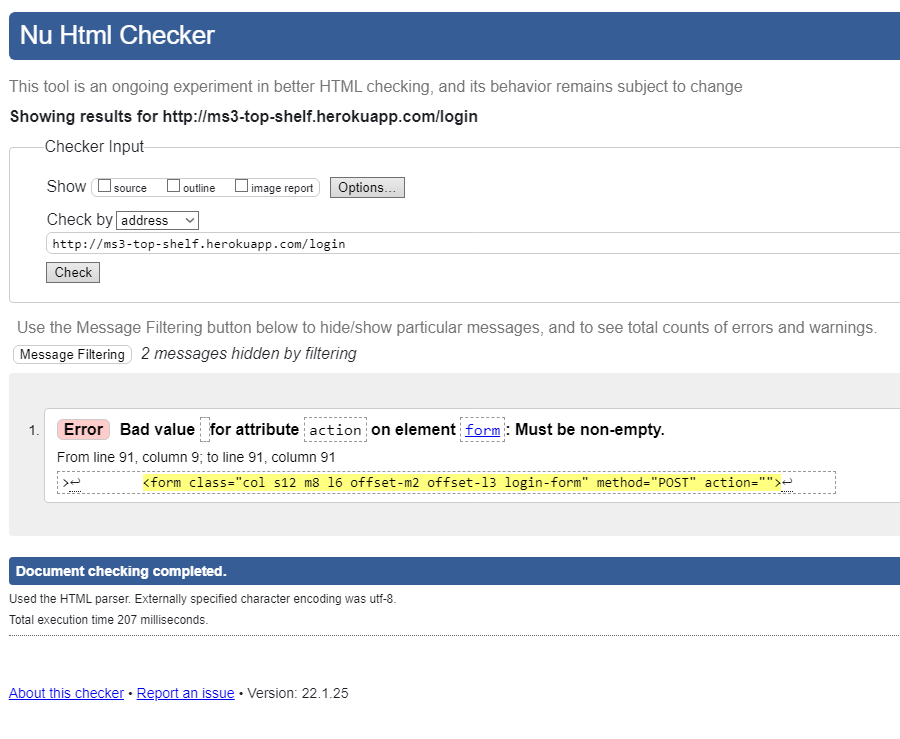 Nu Html Checker
This tool is an ongoing experiment in better HTML checking, and its behavior remains subject to change
Showing results for http://ms3-top-shelf.herokuapp.com/login
Checker Input
Show source outline image report Options...
Check by address
http://ms3-top-shelf.herokuapp.com/login
Check
Use the Message Filtering button below to hide/show particular messages, and to see total counts of errors and warnings.
Message Filtering 2 messages hidden by filtering
1. Error Bad value for attribute action on element form: Must be non-empty.
From line 91, column 9; to line 91, column 91
>↩ <form class="col s12 m8 l6 offset-m2 offset-l3 login-form" method="POST" action="">↩
Document checking completed.
Used the HTML parser. Externally specified character encoding was utf-8.
Total execution time 207 milliseconds.
About this checker • Report an issue • Version: 22.1.25